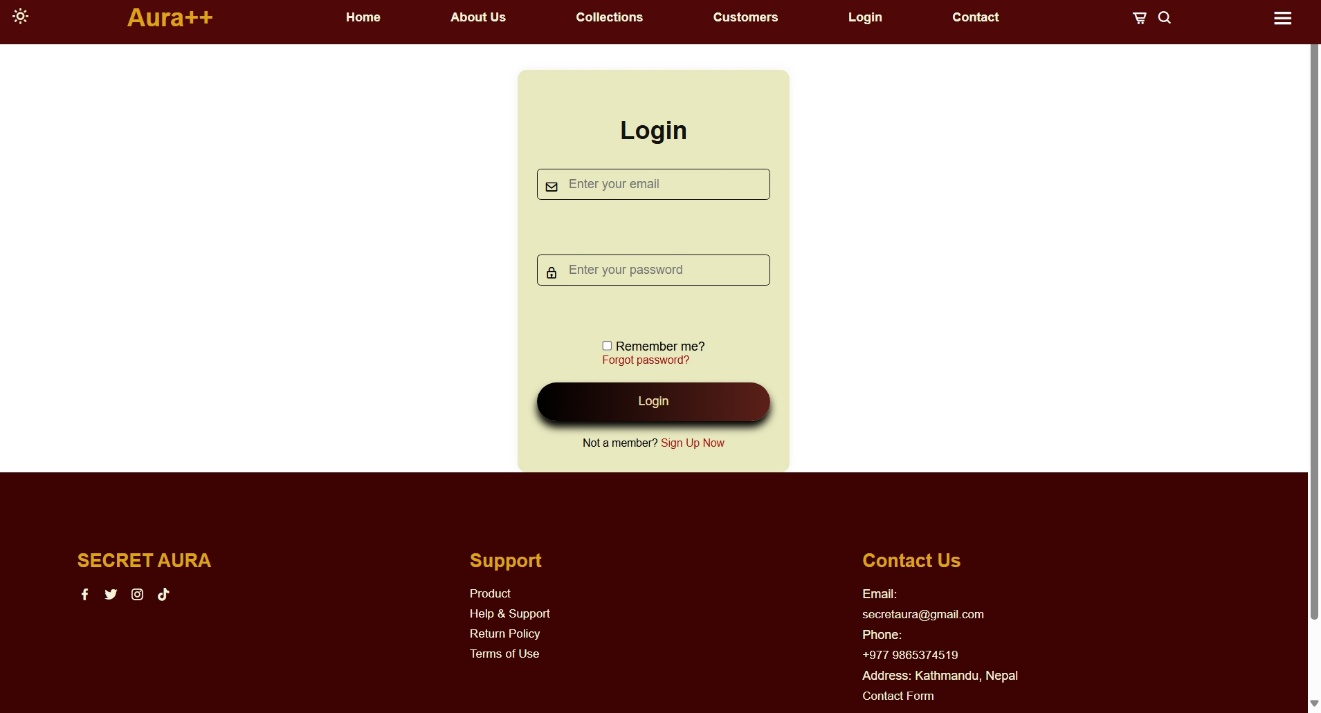 Aura++ Home About Us Collections Customers Login Contact
Login
Enter your email
Enter your password
Remember me?
Forgot password?
Login
Not a member? Sign Up Now
SECRET AURA
Support
Product
Help & Support
Return Policy
Terms of Use
Contact Us
Email:
secretaura@gmail.com
Phone:
+977 9865374519
Address: Kathmandu, Nepal
Contact Form